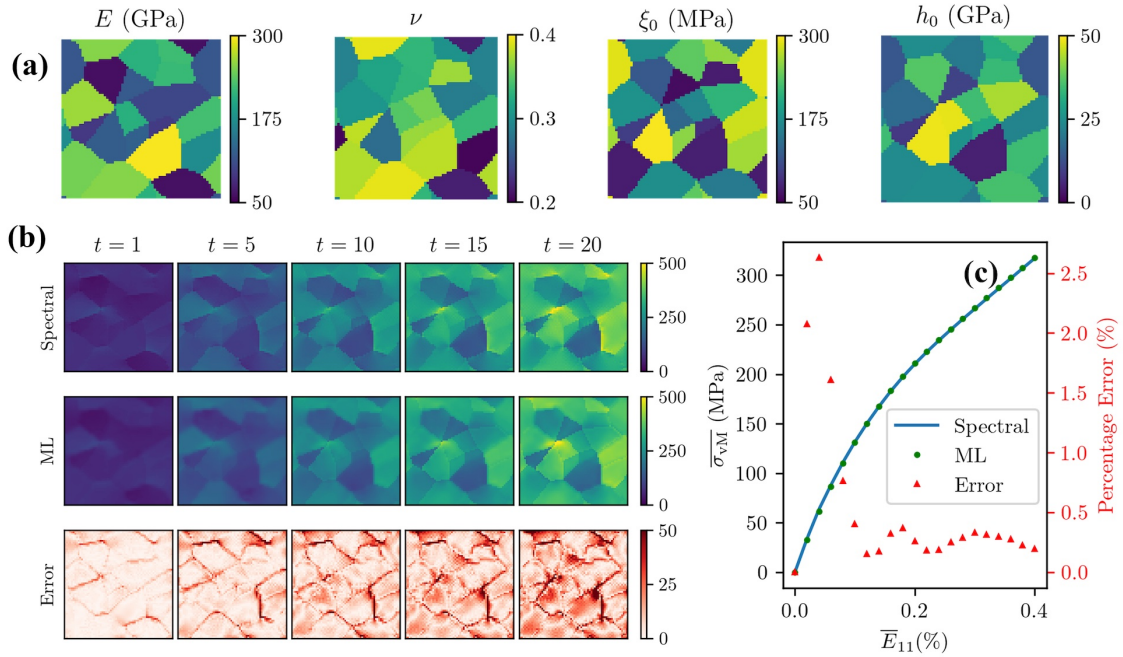 E (GPa)
ν
ξ₀ (MPa)
h₀ (GPa)
(a)
300
175
50
0.4
0.3
0.2
300
175
50
50
25
0
(b)
t = 1
t = 5
t = 10
t = 15
t = 20
Spectral
500
250
0
ML
500
250
0
Error
50
25
0
(c)
300
250
200
150
100
50
0
σ̅_vM (MPa)
2.5
2.0
1.5
1.0
0.5
0.0
Percentage Error (%)
Spectral
ML
Error
0.0
0.2
0.4
E̅₁₁(%)